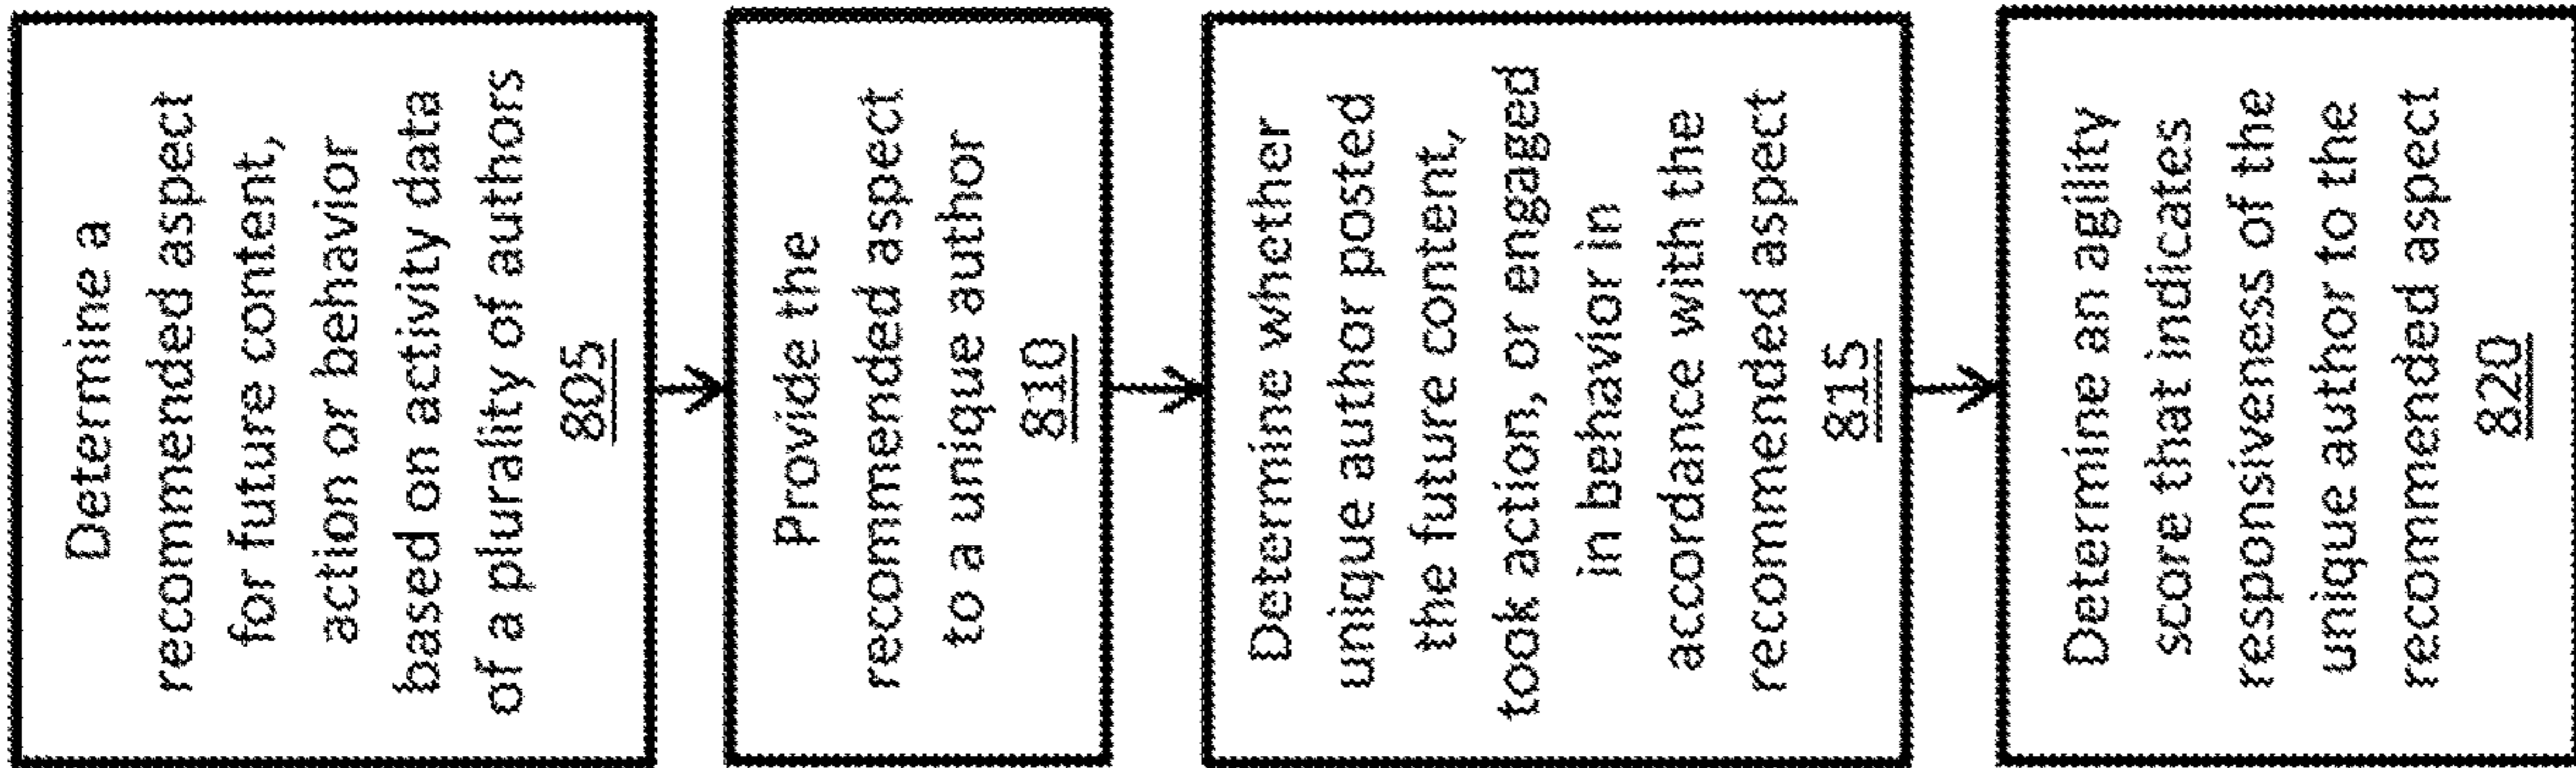 Determine a
recommended aspect
for future content,
action or behavior
based on activity data
of a plurality of authors
805
Provide the
recommended aspect
to a unique author
810
Determine whether
unique author posted
the future content,
took action, or engaged
in behavior in
accordance with the
recommended aspect
815
Determine an agility
score that indicates
responsiveness of the
unique author to the
recommended aspect
820